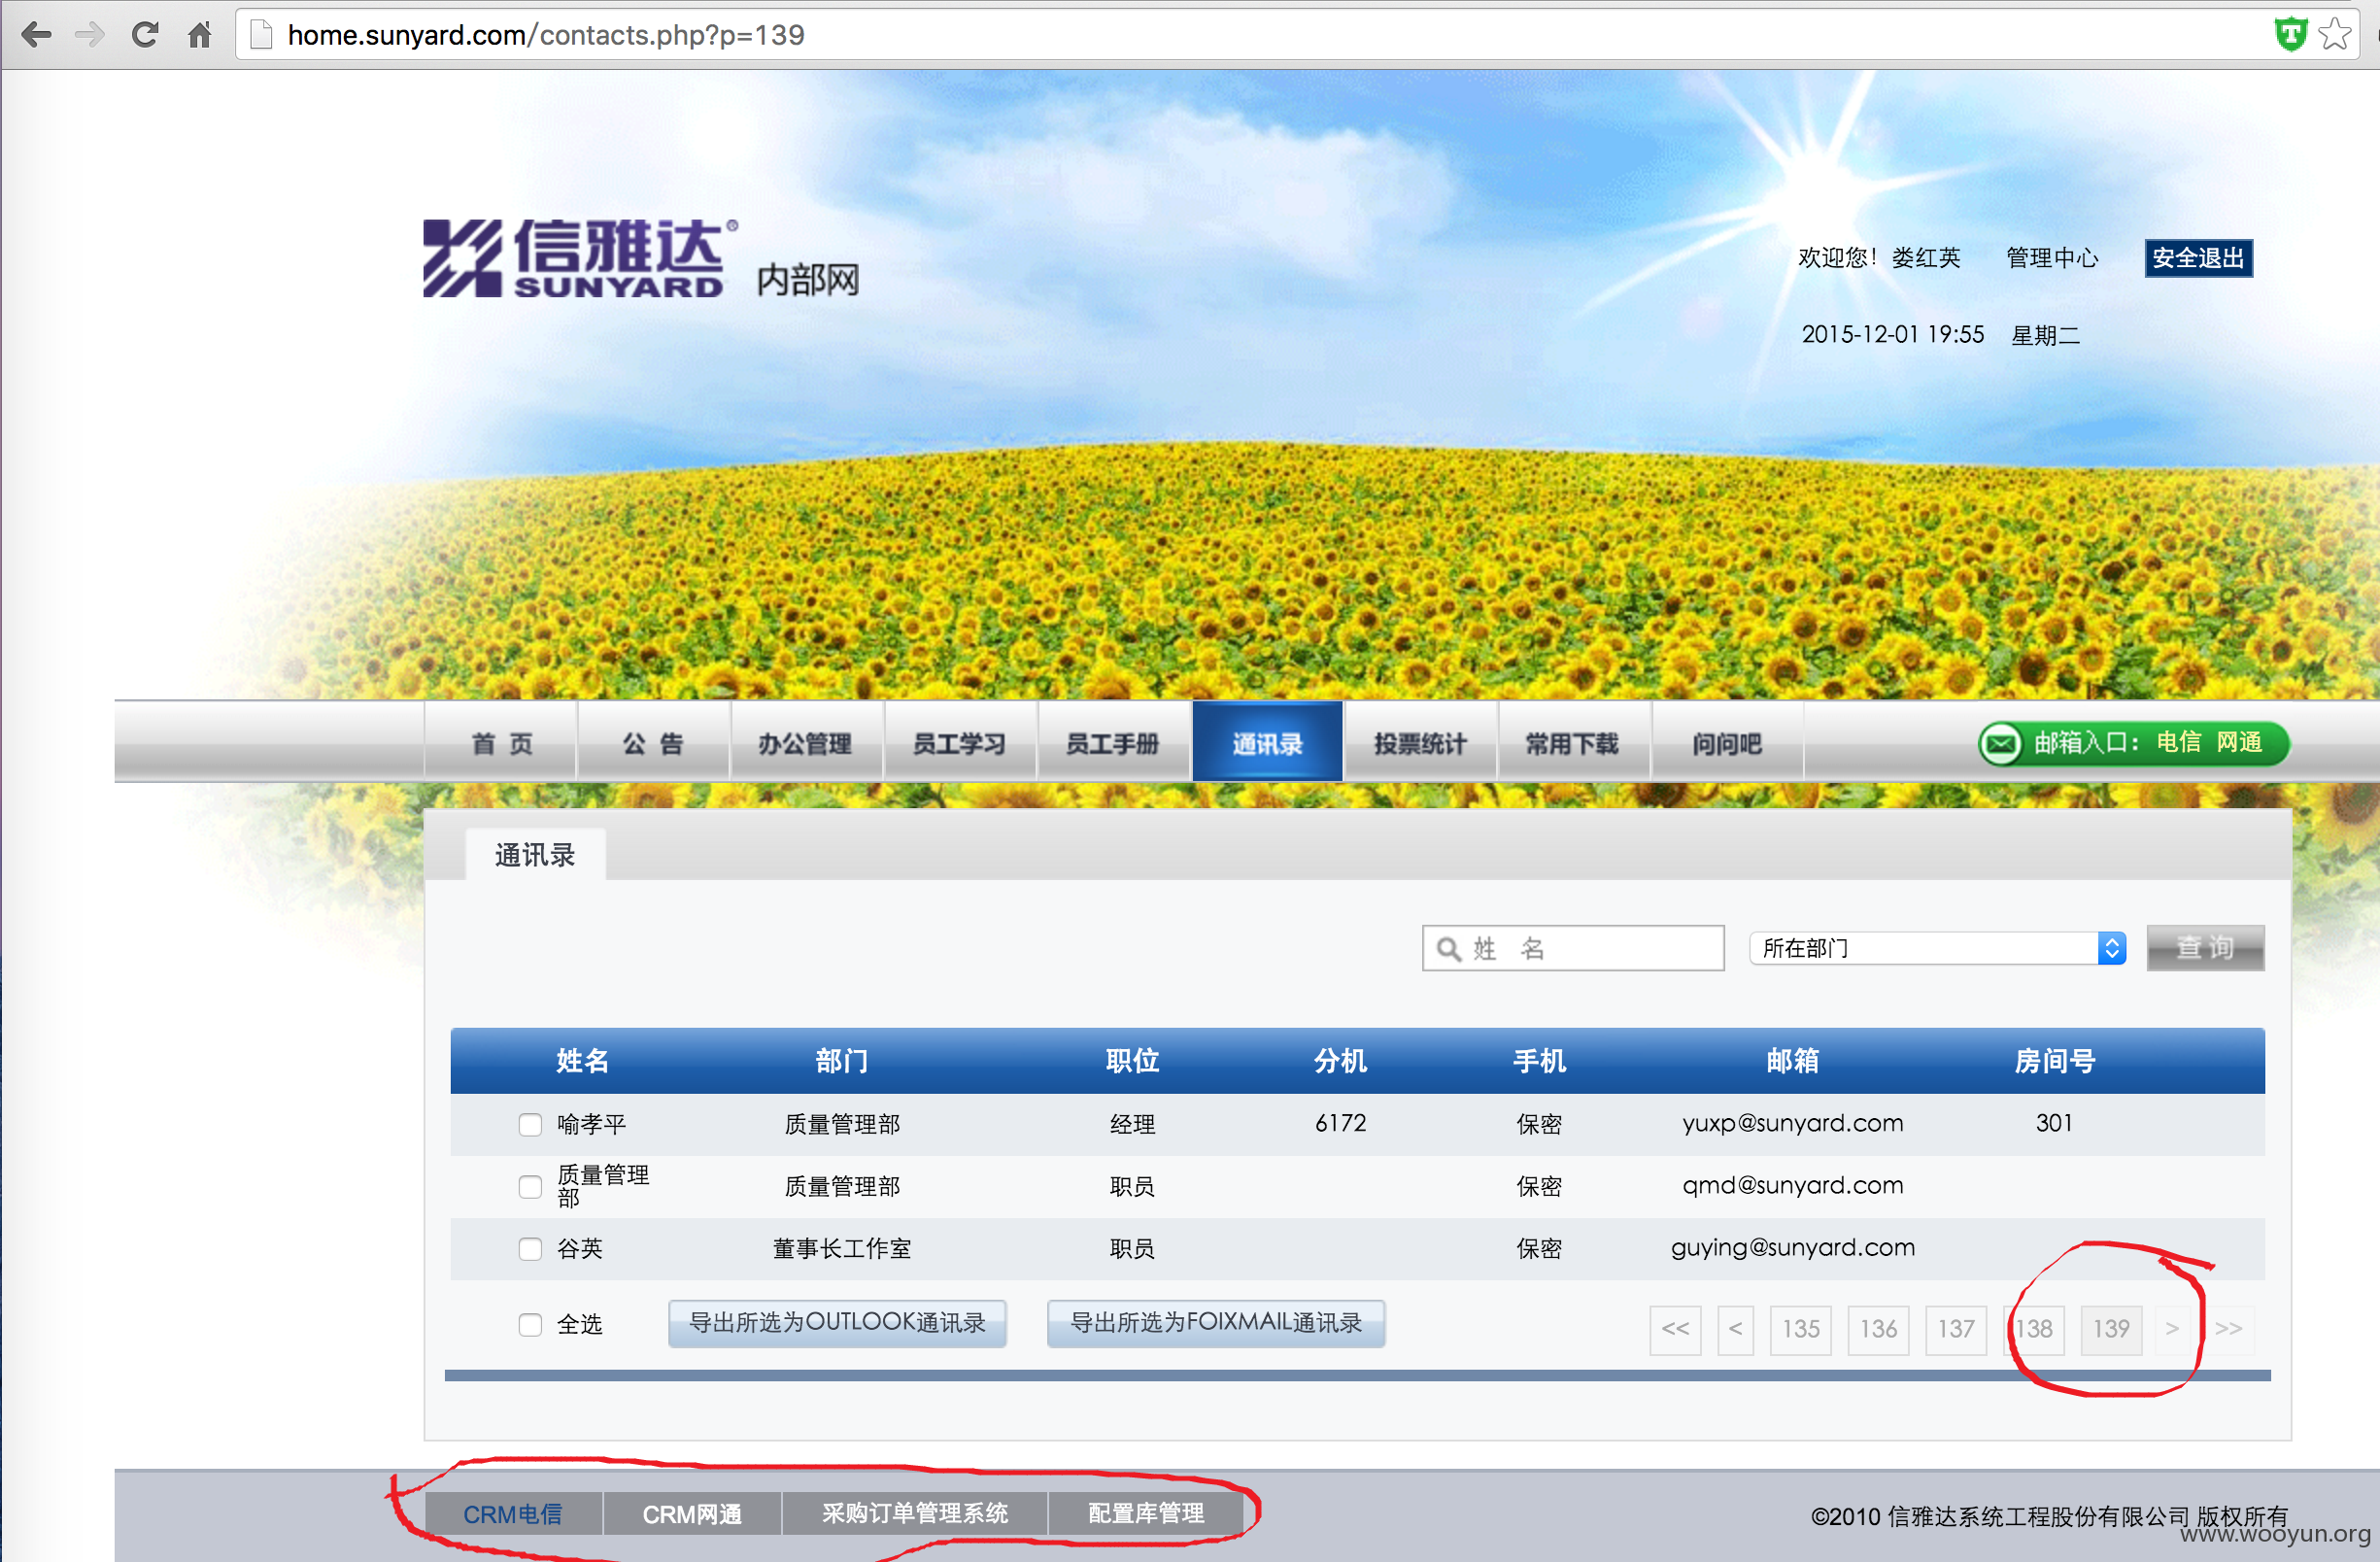 home.sunyard.com/contacts.php?p=139
信雅达®
SUNYARD 内部网
欢迎您! 娄红英 管理中心 安全退出
2015-12-01 19:55 星期二
首 页 公 告 办公管理 员工学习 员工手册 通讯录 投票统计 常用下载 问问吧 邮箱入口: 电信 网通
通讯录
姓 名 所在部门 查 询
姓名 部门 职位 分机 手机 邮箱 房间号
喻孝平 质量管理部 经理 6172 保密 yuxp@sunyard.com 301
质量管理
部 质量管理部 职员 保密 qmd@sunyard.com
谷英 董事长工作室 职员 保密 guying@sunyard.com
全选 导出所选为OUTLOOK通讯录 导出所选为FOIXMAIL通讯录 << < 135 136 137 138 139 > >>
CRM电信 CRM网通 采购订单管理系统 配置库管理 ©2010 信雅达系统工程股份有限公司 版权所有
www.wooyun.org